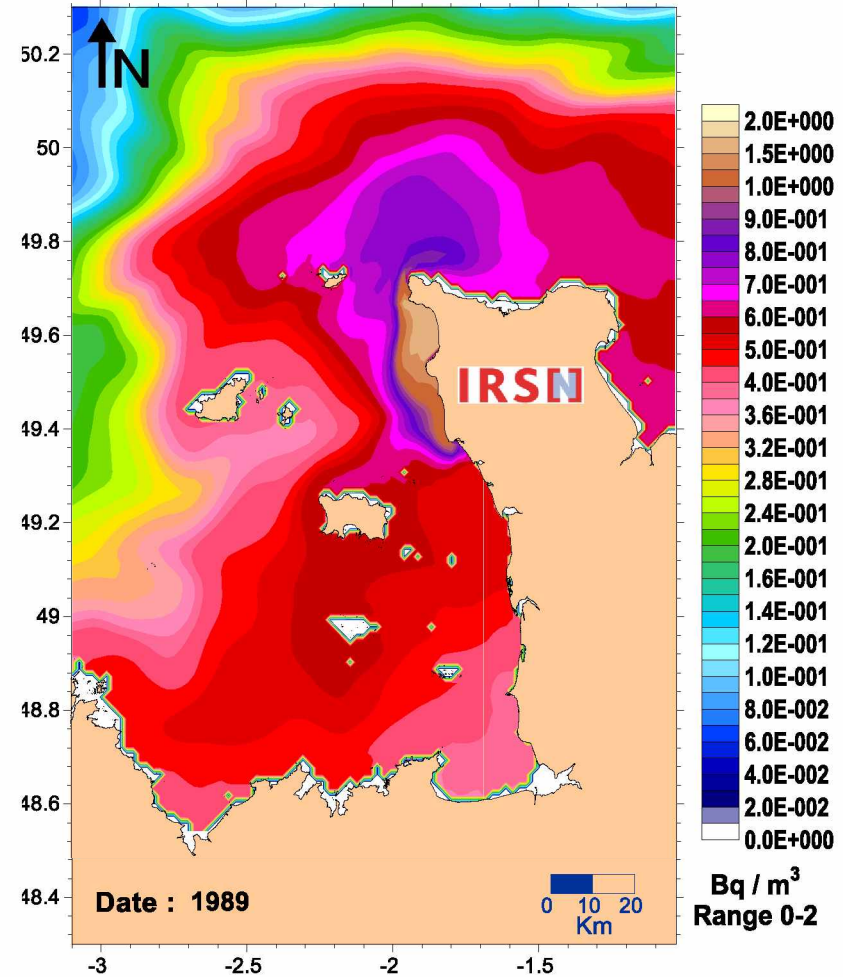 N
50.2
50
49.8
49.6
49.4
49.2
49
48.8
48.6
48.4
-3
-2.5
-2
-1.5
IRSN
Date : 1989
0 10 20
Km
2.0E+000
1.5E+000
1.0E+000
9.0E-001
8.0E-001
7.0E-001
6.0E-001
5.0E-001
4.0E-001
3.6E-001
3.2E-001
2.8E-001
2.4E-001
2.0E-001
1.6E-001
1.4E-001
1.2E-001
1.0E-001
8.0E-002
6.0E-002
4.0E-002
2.0E-002
0.0E+000
Bq / m³
Range 0-2